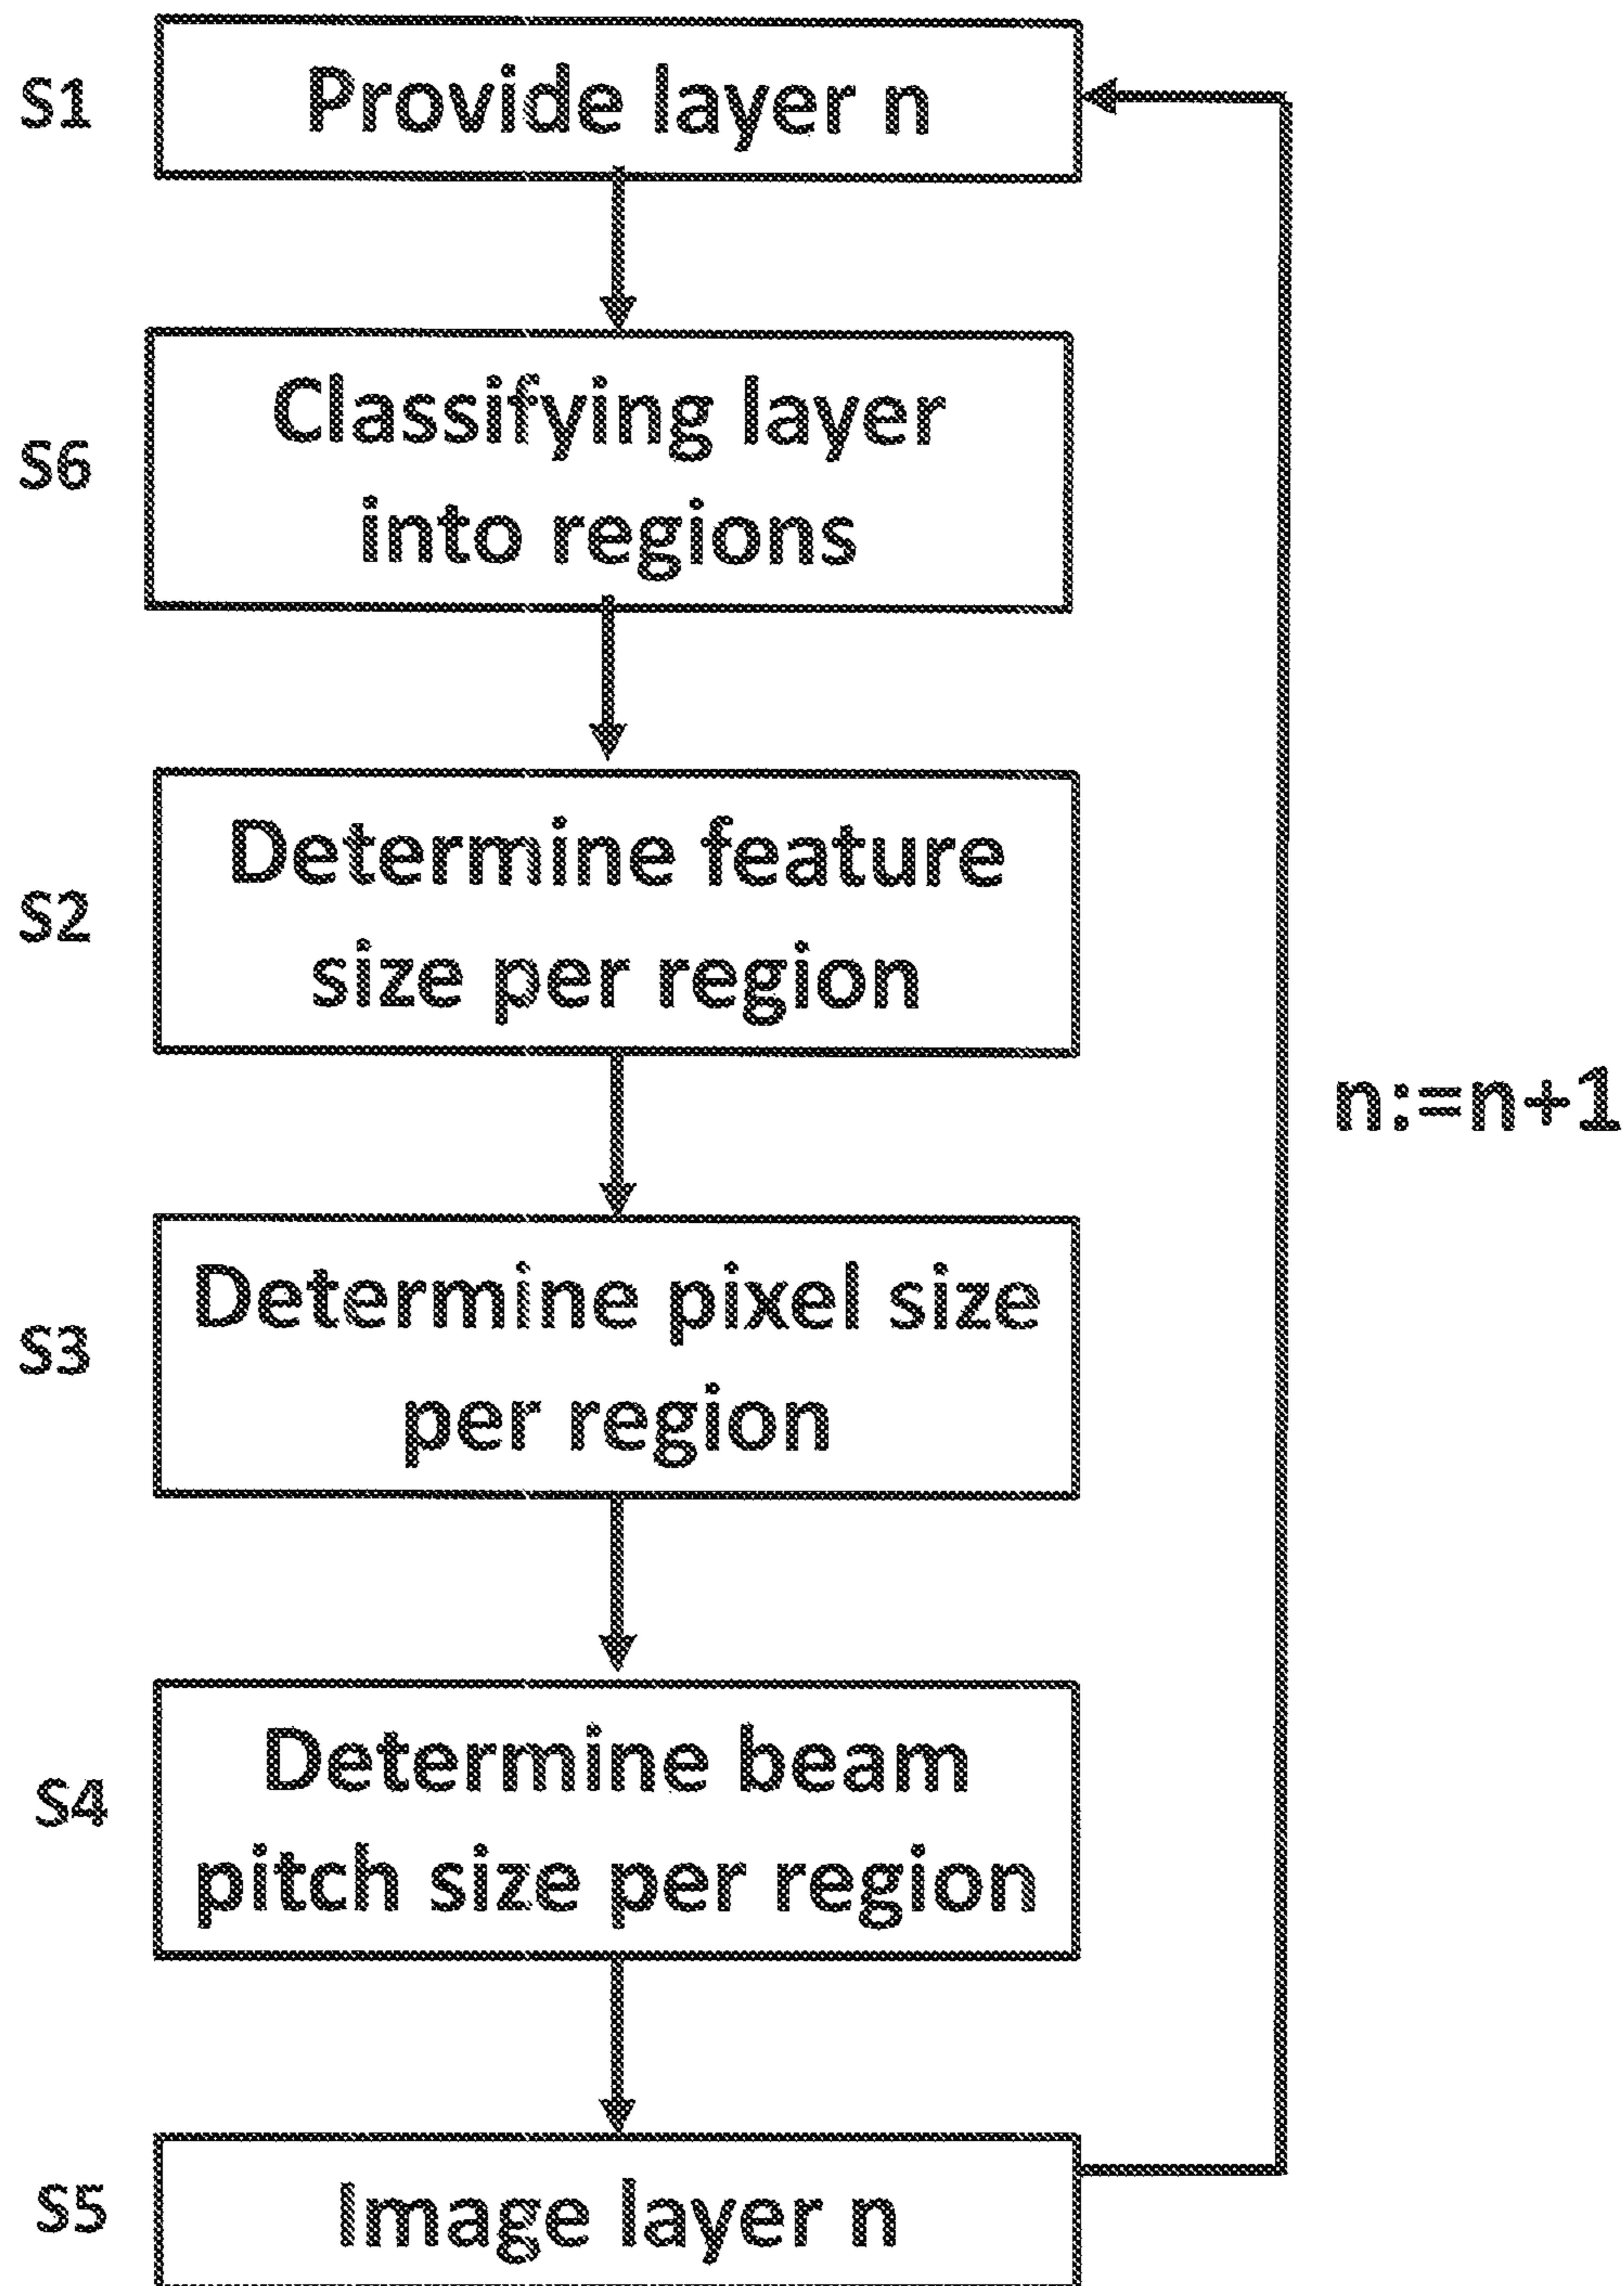 S1
Provide layer n
S6
Classifying layer
into regions
S2
Determine feature
size per region
n:=n+1
S3
Determine pixel size
per region
S4
Determine beam
pitch size per region
S5
Image layer n